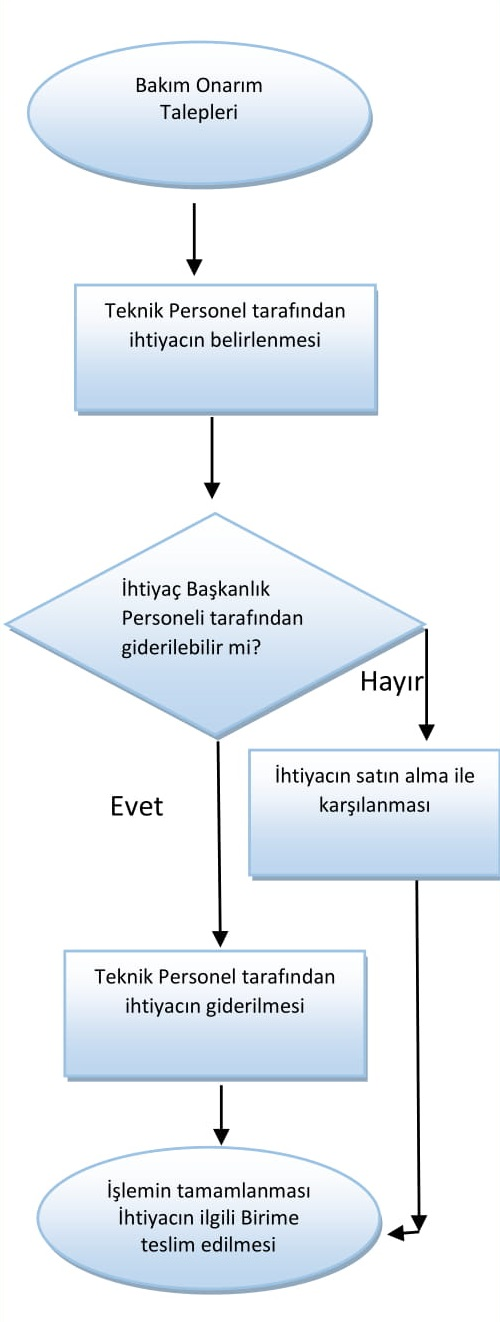 Bakım Onarım
Talepleri
Teknik Personel tarafından
ihtiyacın belirlenmesi
İhtiyaç Başkanlık
Personeli tarafından
giderilebilir mi?
Hayır
İhtiyacın satın alma ile
karşılanması
Evet
Teknik Personel tarafından
ihtiyacın giderilmesi
İşlemin tamamlanması
İhtiyacın ilgili Birime
teslim edilmesi